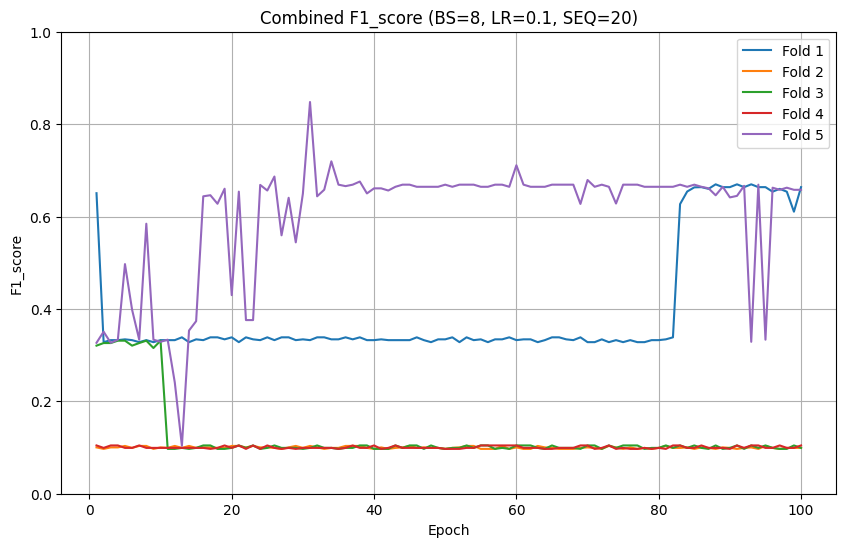 Combined F1_score (BS=8, LR=0.1, SEQ=20)
Fold 1
Fold 2
Fold 3
Fold 4
Fold 5
F1_score
1.0
0.8
0.6
0.4
0.2
0.0
0
20
40
60
80
100
Epoch